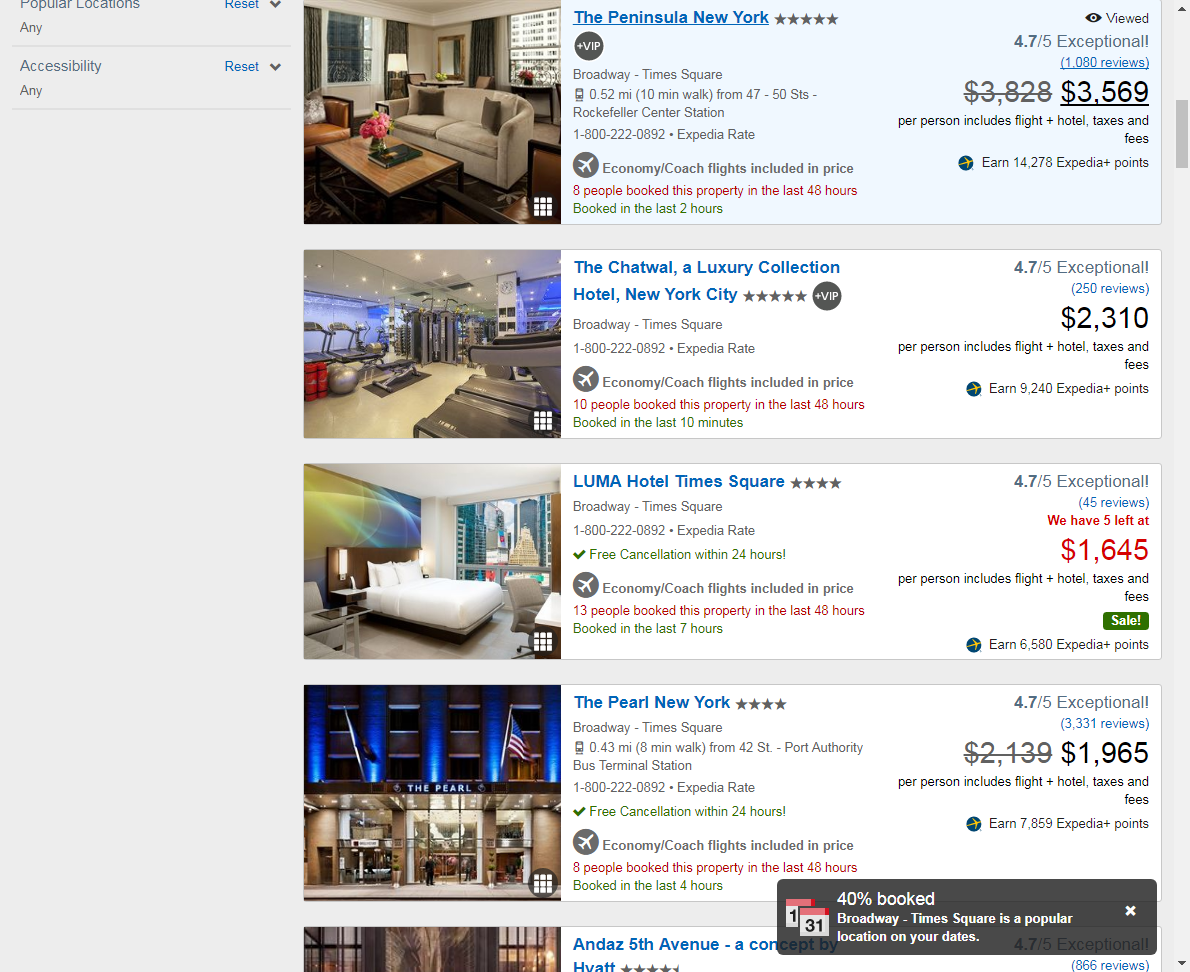 Popular Locations Reset
Any
Accessibility Reset
Any
The Peninsula New York
Viewed
+VIP
4.7/5 Exceptional!
(1,080 reviews)
Broadway - Times Square
0.52 mi (10 min walk) from 47 - 50 Sts -
Rockefeller Center Station
1-800-222-0892 • Expedia Rate
$3,828 $3,569
per person includes flight + hotel, taxes and
fees
Earn 14,278 Expedia+ points
Economy/Coach flights included in price
8 people booked this property in the last 48 hours
Booked in the last 2 hours
The Chatwal, a Luxury Collection
Hotel, New York City +VIP
4.7/5 Exceptional!
(250 reviews)
Broadway - Times Square
1-800-222-0892 • Expedia Rate
$2,310
per person includes flight + hotel, taxes and
fees
Earn 9,240 Expedia+ points
Economy/Coach flights included in price
10 people booked this property in the last 48 hours
Booked in the last 10 minutes
LUMA Hotel Times Square
4.7/5 Exceptional!
(45 reviews)
Broadway - Times Square
We have 5 left at
1-800-222-0892 • Expedia Rate
$1,645
Free Cancellation within 24 hours!
per person includes flight + hotel, taxes and
fees
Economy/Coach flights included in price
13 people booked this property in the last 48 hours
Booked in the last 7 hours
Sale!
Earn 6,580 Expedia+ points
THE PEARL
The Pearl New York
4.7/5 Exceptional!
(3,331 reviews)
Broadway - Times Square
0.43 mi (8 min walk) from 42 St. - Port Authority
Bus Terminal Station
1-800-222-0892 • Expedia Rate
$2,139 $1,965
per person includes flight + hotel, taxes and
fees
Free Cancellation within 24 hours!
Earn 7,859 Expedia+ points
Economy/Coach flights included in price
8 people booked this property in the last 48 hours
Booked in the last 4 hours
40% booked
Broadway - Times Square is a popular
location on your dates.
1 31
Andaz 5th Avenue - a concept by
Hyatt
4.7/5 Exceptional!
(866 reviews)